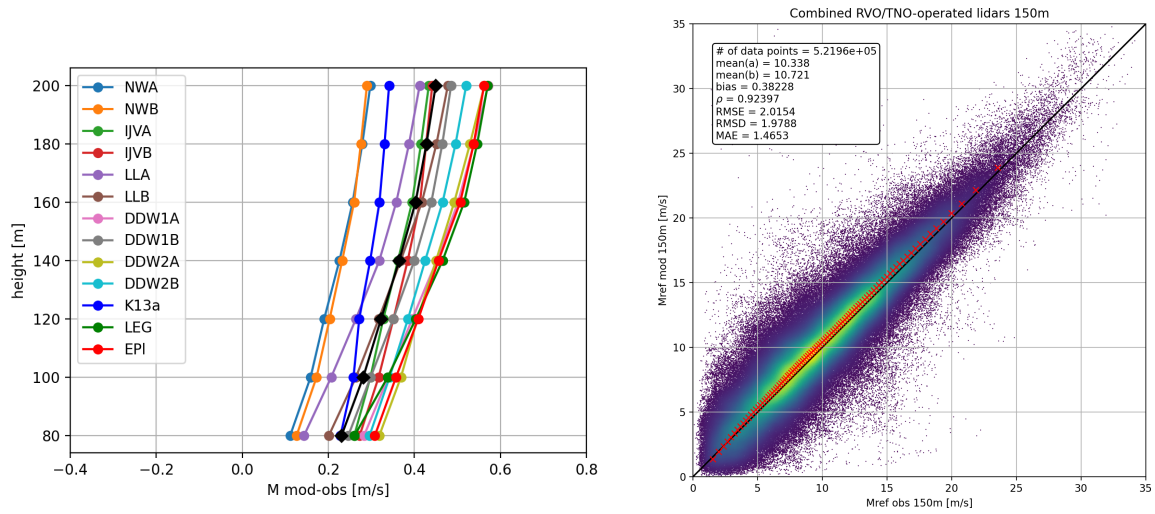 200
180
160
140
120
100
80
height [m]
−0.4
−0.2
0.0
0.2
0.4
0.6
0.8
M mod-obs [m/s]
NWA
NWB
IJVA
IJVB
LLA
LLB
DDW1A
DDW1B
DDW2A
DDW2B
K13a
LEG
EPl
Combined RVO/TNO-operated lidars 150m
# of data points = 5.2196e+05
mean(a) = 10.338
mean(b) = 10.721
bias = 0.38228
ρ = 0.92397
RMSE = 2.0154
RMSD = 1.9788
MAE = 1.4653
35
30
25
20
15
10
5
0
Mref mod 150m [m/s]
0
5
10
15
20
25
30
35
Mref obs 150m [m/s]